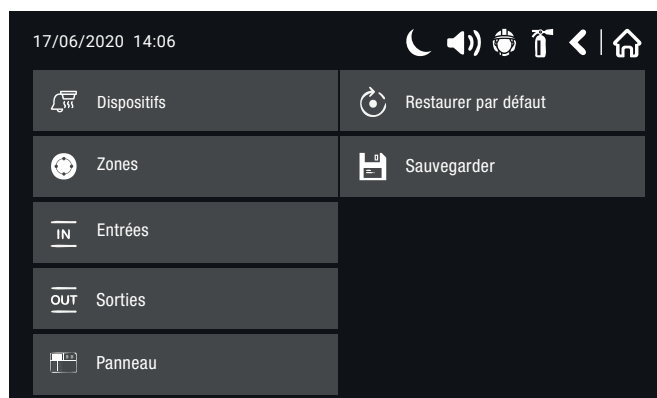 17/06/2020 14:06
Dispositifs
Restaurer par défaut
Zones
Sauvegarder
IN
Entrées
OUT
Sorties
Panneau